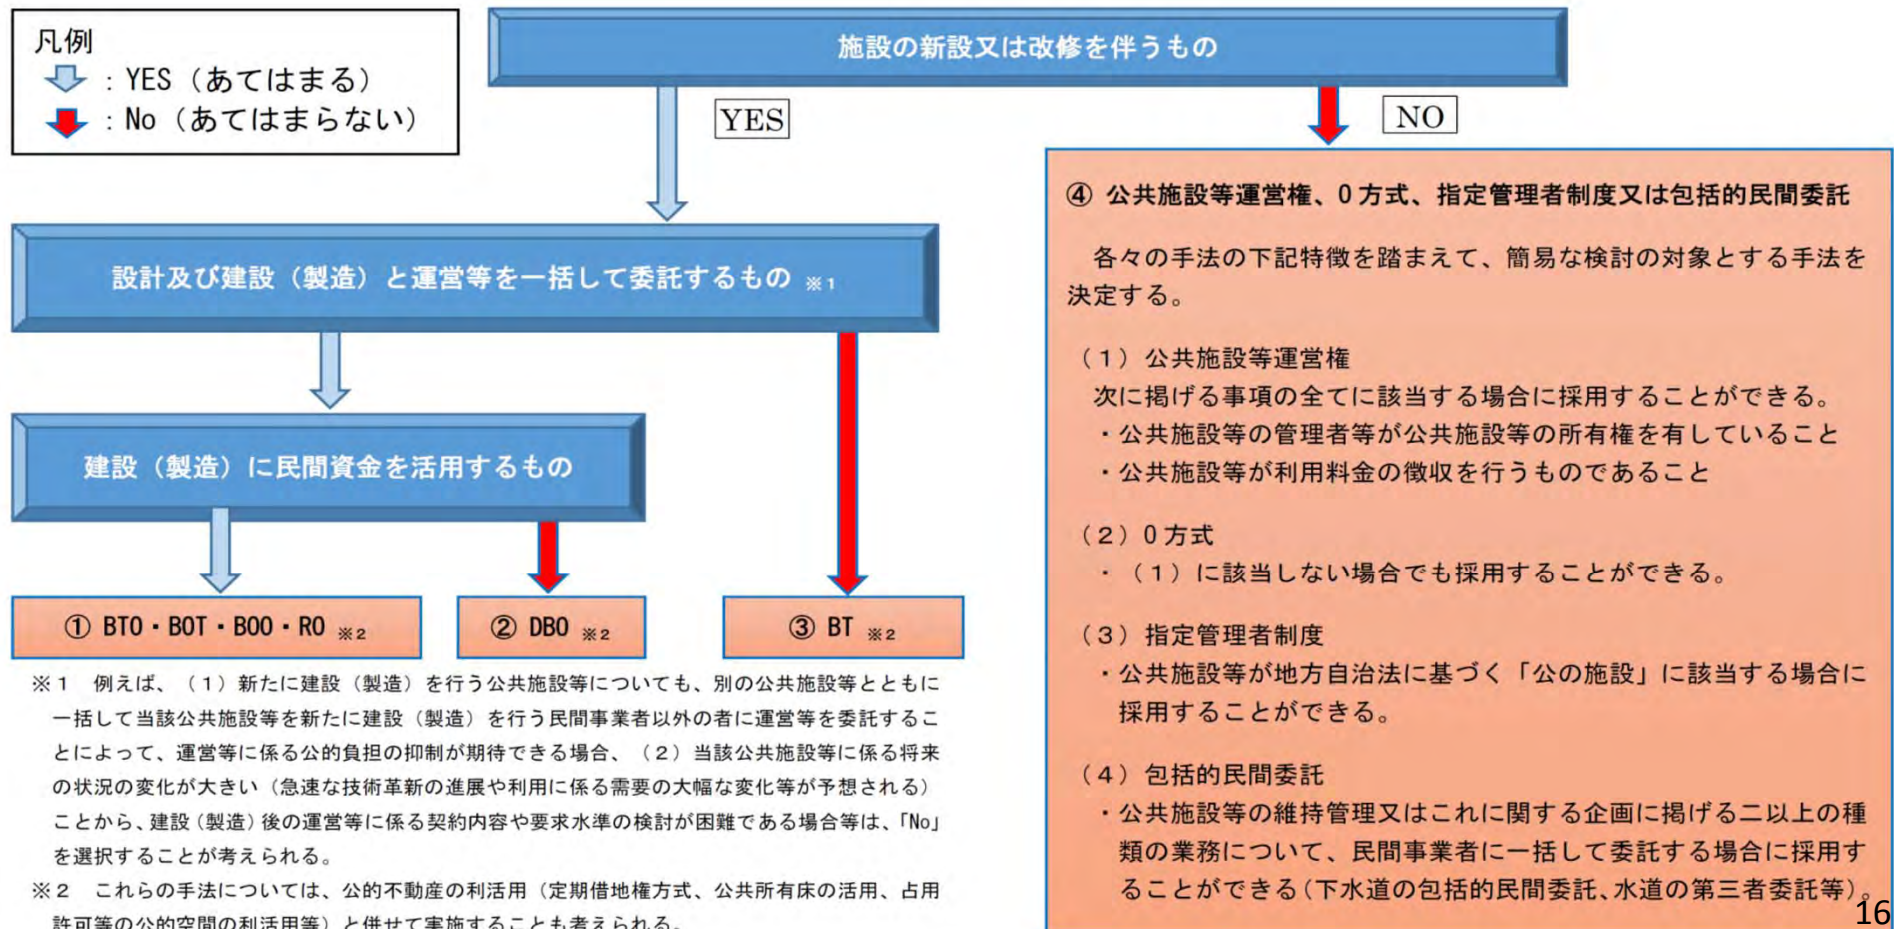 凡例
：YES（あてはまる）
：No（あてはまらない）
施設の新設又は改修を伴うもの
YES
NO
設計及び建設（製造）と運営等を一括して委託するもの ※1
建設（製造）に民間資金を活用するもの
① BTO・BOT・BOO・RO ※2
② DBO ※2
③ BT ※2
※1　例えば、（1）新たに建設（製造）を行う公共施設等についても、別の公共施設等とともに
一括して当該公共施設等を新たに建設（製造）を行う民間事業者以外の者に運営等を委託するこ
とによって、運営等に係る公的負担の抑制が期待できる場合、（2）当該公共施設等に係る将来
の状況の変化が大きい（急速な技術革新の進展や利用に係る需要の大幅な変化等が予想される）
ことから、建設（製造）後の運営等に係る契約内容や要求水準の検討が困難である場合等は、「No」
を選択することが考えられる。
※2　これらの手法については、公的不動産の利活用（定期借地権方式、公共所有床の活用、占用
許可等の公的空間の利活用等）と併せて実施することも考えられる。
④ 公共施設等運営権、O方式、指定管理者制度又は包括的民間委託
各々の手法の下記特徴を踏まえて、簡易な検討の対象とする手法を
決定する。
（1）公共施設等運営権
次に掲げる事項の全てに該当する場合に採用することができる。
・公共施設等の管理者等が公共施設等の所有権を有していること
・公共施設等が利用料金の徴収を行うものであること
（2）O方式
・（1）に該当しない場合でも採用することができる。
（3）指定管理者制度
・公共施設等が地方自治法に基づく「公の施設」に該当する場合に
採用することができる。
（4）包括的民間委託
・公共施設等の維持管理又はこれに関する企画に掲げる二以上の種
類の業務について、民間事業者に一括して委託する場合に採用す
ることができる（下水道の包括的民間委託、水道の第三者委託等）。
16